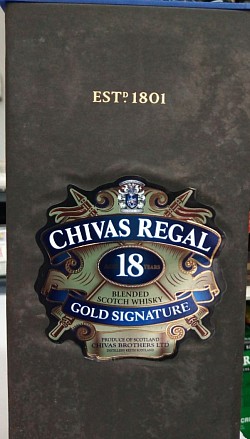 ESTD. 1801
CHIVAS REGAL
18 YEARS
BLENDED
SCOTCH WHISKY
GOLD SIGNATURE
PRODUCE OF SCOTLAND
CHIVAS BROTHERS LTD